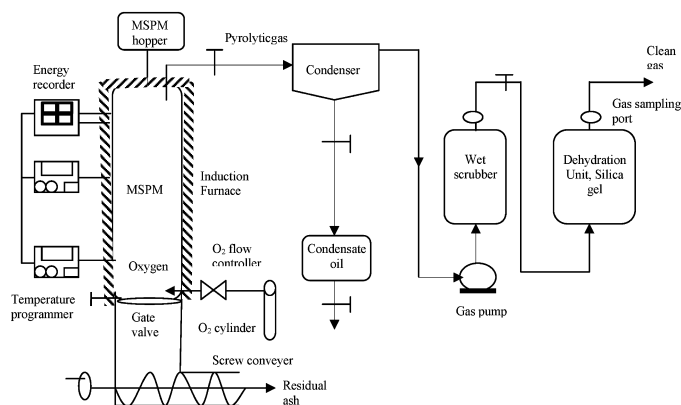 MSPM
hopper
Pyrolyticgas
Condenser
Clean
gas
Energy
recorder
Gas sampling
port
MSPM
Induction
Furnace
Wet
scrubber
Dehydration
Unit, Silica
gel
Oxygen
O2 flow
controller
Condensate
oil
Temperature
programmer
Gate
valve
O2 cylinder
Gas pump
Screw conveyer
Residual
ash